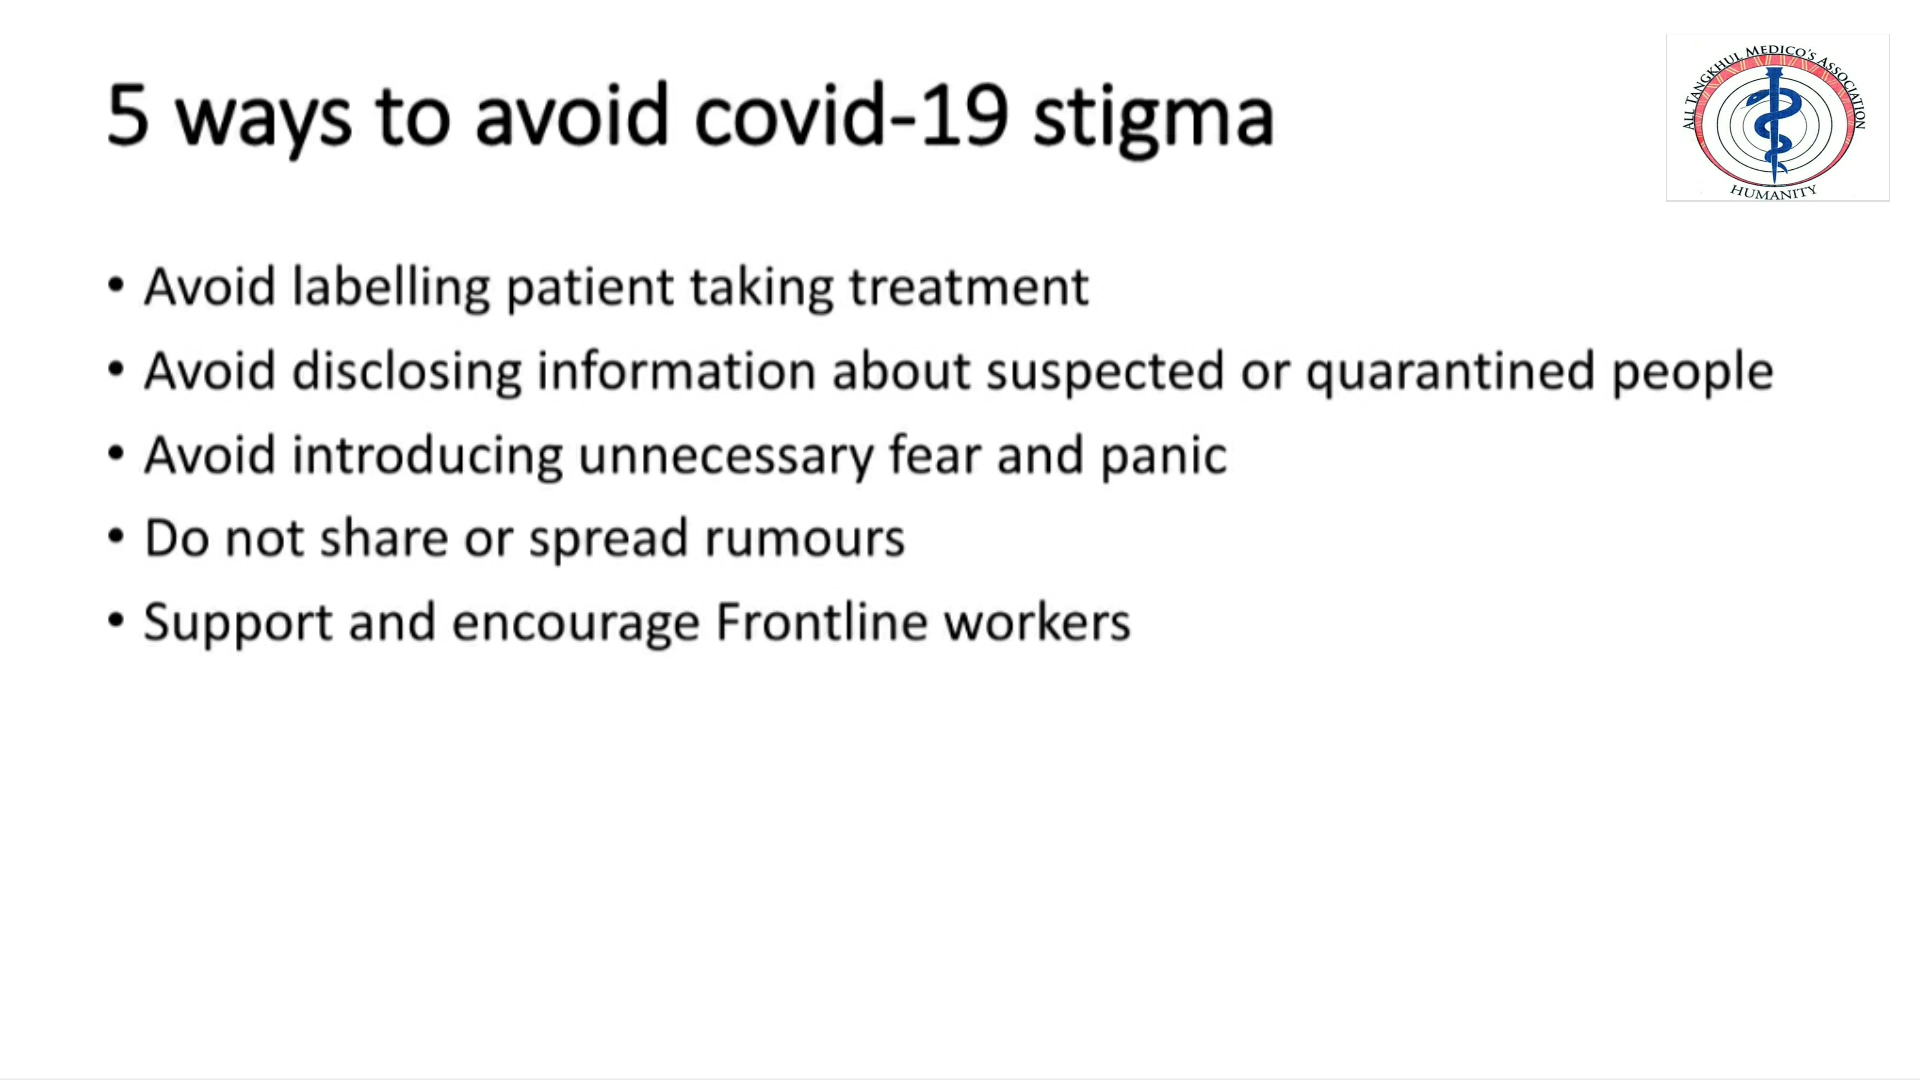 5 ways to avoid covid-19 stigma
ALL TANGKHUL MEDICO'S ASSOCIATION
HUMANITY
• Avoid labelling patient taking treatment
• Avoid disclosing information about suspected or quarantined people
• Avoid introducing unnecessary fear and panic
• Do not share or spread rumours
• Support and encourage Frontline workers